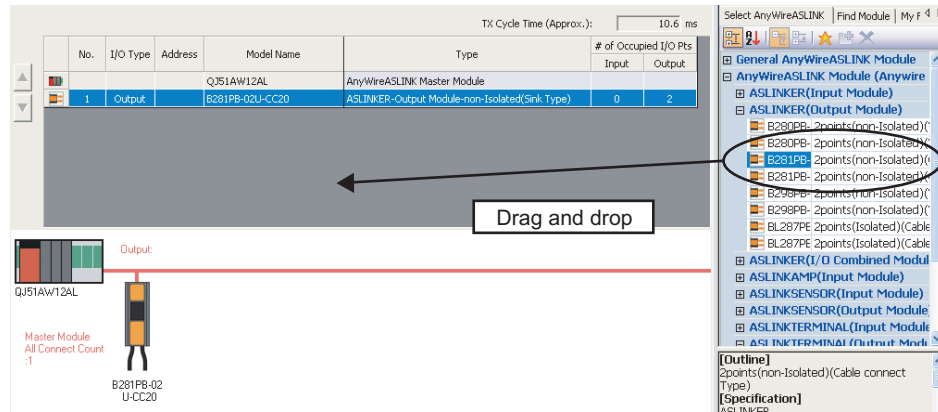 TX Cycle Time (Approx.): 10.6 ms
No. I/O Type Address Model Name Type # of Occupied I/O Pts
Input Output
QJ51AW12AL AnyWireASLINK Master Module
1 Output B281PB-02U-CC20 ASLINKER-Output Module-non-Isolated(Sink Type) 0 2
Drag and drop
Output:
QJ51AW12AL
Master Module
All Connect Count
:1
B281PB-02
U-CC20
Select AnyWireASLINK Find Module My F
General AnyWireASLINK Module
AnyWireASLINK Module (Anywire
ASLINKER(Input Module)
ASLINKER(Output Module)
B280PB- 2points(non-Isolated)(
B280PB- 2points(non-Isolated)(
B281PB- 2points(non-Isolated)(
B281PB- 2points(non-Isolated)(
B298PB- 2points(non-Isolated)(
B298PB- 2points(non-Isolated)(
BL287PE 2points(Isolated)(Cable
BL287PE 2points(Isolated)(Cable
ASLINKER(I/O Combined Modul
ASLINKAMP(Input Module)
ASLINKSENSOR(Input Module)
ASLINKSENSOR(Output Module
ASLINKTERMINAL(Input Module
ASLINKTERMINAL(Output Modu
[Outline]
2points(non-Isolated)(Cable connect
Type)
[Specification]
ASLINKER